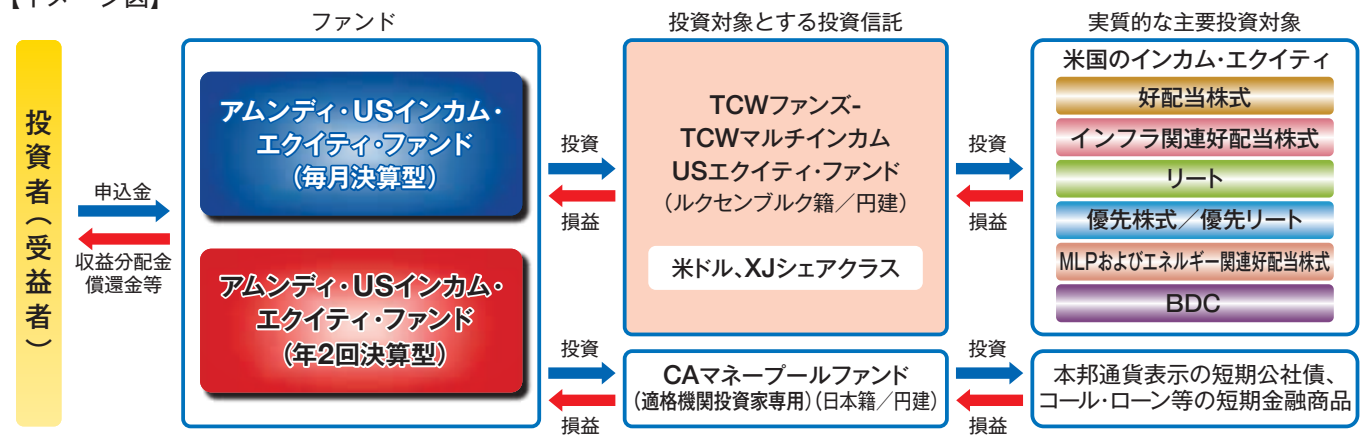 【イメージ図】
ファンド
投資対象とする投資信託
実質的な主要投資対象
投資者（受益者）
申込金
収益分配金
償還金等
アムンディ・USインカム・
エクイティ・ファンド
（毎月決算型）
アムンディ・USインカム・
エクイティ・ファンド
（年2回決算型）
投資
損益
投資
損益
TCWファンズ-
TCWマルチインカム
USエクイティ・ファンド
（ルクセンブルク籍／円建）
米ドル、XJシェアクラス
CAマネープールファンド
（適格機関投資家専用）（日本籍／円建）
投資
損益
投資
損益
米国のインカム・エクイティ
好配当株式
インフラ関連好配当株式
リート
優先株式／優先リート
MLPおよびエネルギー関連好配当株式
BDC
本邦通貨表示の短期公社債、
コール・ローン等の短期金融商品